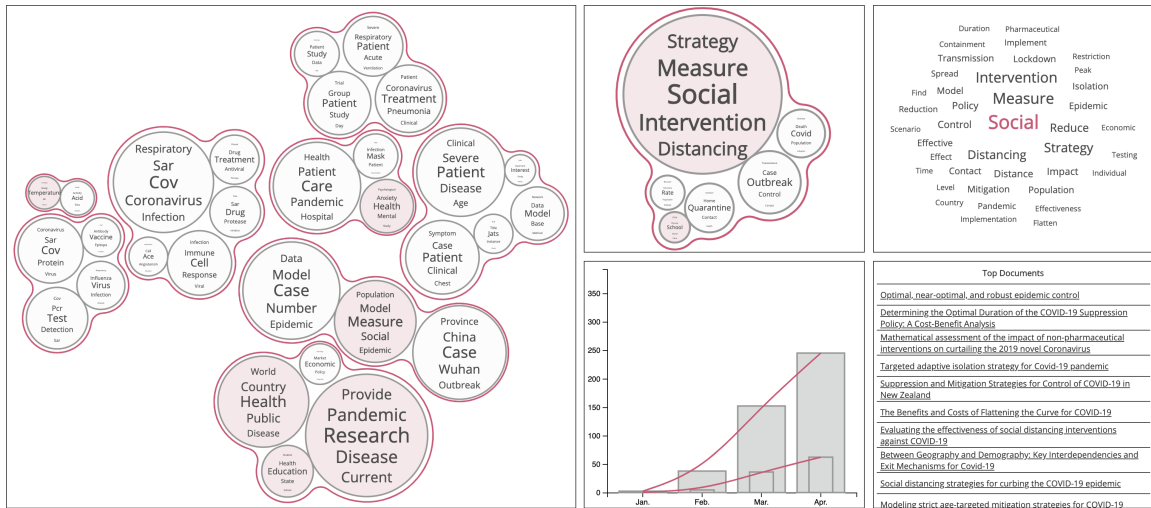 Severe
Respiratory
Patient
Acute
Ventilation
Patient
Study
Data
Trial
Group
Patient
Study
Day
Patient
Coronavirus
Treatment
Pneumonia
Clinical
Respiratory
Sar
Cov
Coronavirus
Infection
Drug
Treatment
Antiviral
Sar
Drug
Protease
Infection
Immune
Cell
Response
Viral
Ace
Health
Patient
Care
Pandemic
Hospital
Infection
Mask
Patient
Psychological
Anxiety
Health
Mental
Clinical
Severe
Patient
Disease
Age
Interest
Data
Model
Base
Title
Jats
Symptom
Case
Patient
Clinical
Chest
Temperature
Acid
Coronavirus
Sar
Cov
Protein
Virus
Antibody
Vaccine
Epitope
Influenza
Virus
Infection
Cov
Pcr
Test
Detection
Sar
Data
Model
Case
Number
Epidemic
Population
Model
Measure
Social
Epidemic
Province
China
Case
Wuhan
Outbreak
World
Country
Health
Public
Disease
Market
Economic
Policy
Provide
Pandemic
Research
Disease
Current
Health
Education
State
Strategy
Measure
Social
Intervention
Distancing
Death
Covid
Population
Case
Outbreak
Control
Rate
Home
Quarantine
Contact
School
Duration Pharmaceutical
Containment Implement
Transmission Lockdown Restriction
Spread Intervention Peak
Find Model Isolation
Reduction Policy Measure Epidemic
Scenario Control Social Reduce Economic
Effective Strategy
Effect Distancing Testing
Time Contact Distance Impact Individual
Level Mitigation Population
Country Pandemic Effectiveness
Implementation Flatten
350
300
250
200
150
100
50
0
Jan. Feb. Mar. Apr.
Top Documents
Optimal, near-optimal, and robust epidemic control
Determining the Optimal Duration of the COVID-19 Suppression
Policy: A Cost-Benefit Analysis
Mathematical assessment of the impact of non-pharmaceutical
interventions on curtailing the 2019 novel Coronavirus
Targeted adaptive isolation strategy for Covid-19 pandemic
Suppression and Mitigation Strategies for Control of COVID-19 in
New Zealand
The Benefits and Costs of Flattening the Curve for COVID-19
Evaluating the effectiveness of social distancing interventions
against COVID-19
Between Geography and Demography: Key Interdependencies and
Exit Mechanisms for Covid-19
Social distancing strategies for curbing the COVID-19 epidemic
Modeling strict age-targeted mitigation strategies for COVID-19